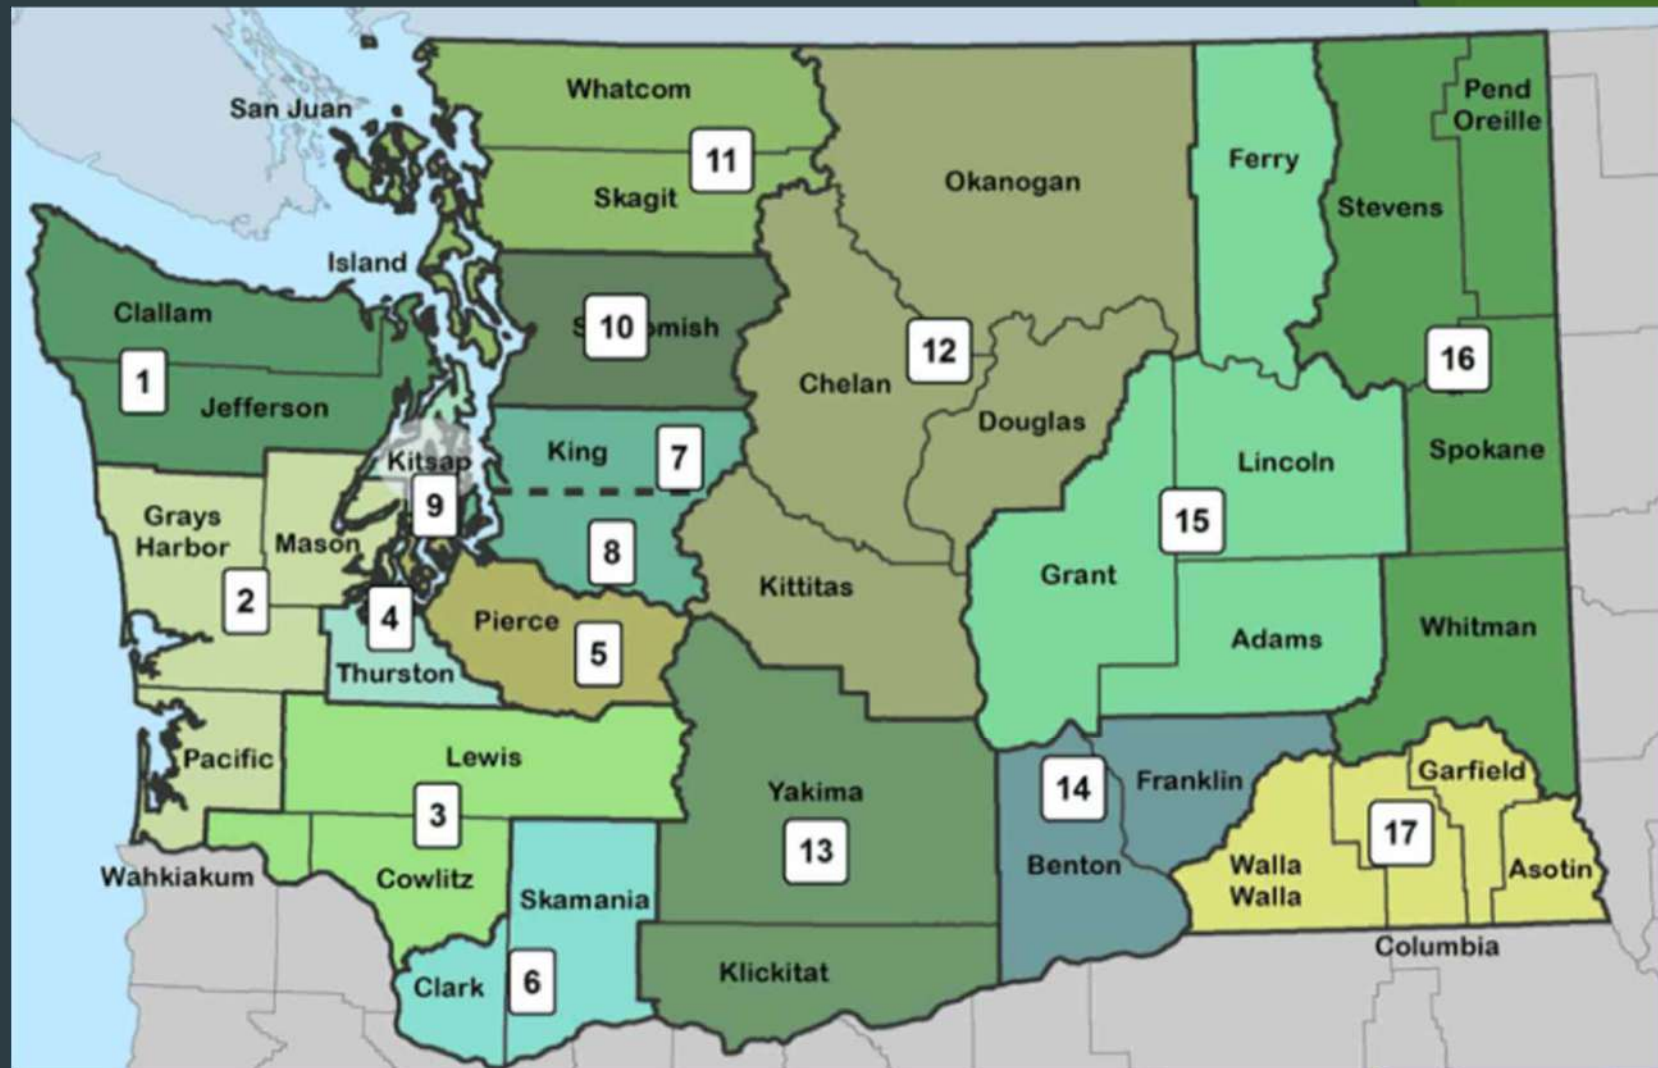 Whatcom
Pend
Oreille
San Juan
11
Ferry
Okanogan
Skagit
Stevens
Island
Clallam
10
mish
12
16
1
Chelan
Jefferson
Douglas
King
7
Kitsap
Lincoln
Spokane
9
Grays
Harbor
Mason
15
8
Grant
Kittitas
2
4
Pierce
5
Adams
Whitman
Thurston
Pacific
Lewis
Yakima
14
Franklin
Garfield
3
13
17
Wahkiakum
Cowlitz
Benton
Walla
Walla
Asotin
Skamania
Columbia
Clark
6
Klickitat